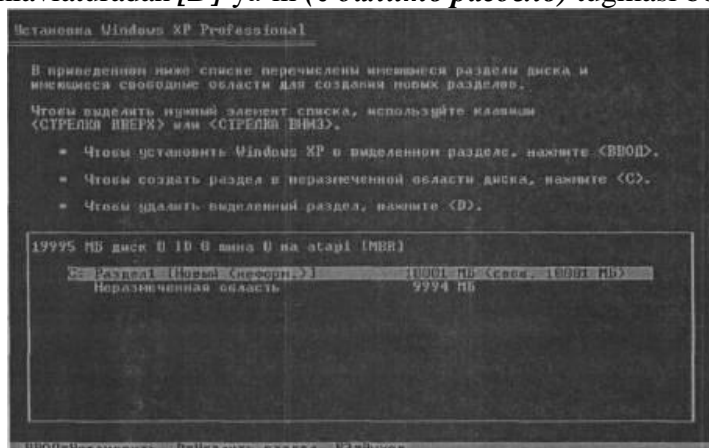 Установка Windows XP Professional
В приведенном ниже списке перечислены имеющиеся разделы диска и
имеющиеся свободные области для создания новых разделов.
Чтобы выделить нужный элемент списка, используйте клавиши
<СТРЕЛКА ВВЕРХ> или <СТРЕЛКА ВНИЗ>.
• Чтобы установить Windows XP в выделенном разделе, нажмите <ВВОД>.
• Чтобы создать раздел в неразмеченной области диска, нажмите <C>.
• Чтобы удалить выделенный раздел, нажмите <D>.
19995 МБ диск 0 ID 0 шина 0 на atapi [MBR]
C: Раздел1 [Новый (неформ.)] 10001 МБ (своб. 10001 МБ)
Неразмеченная область 9994 МБ